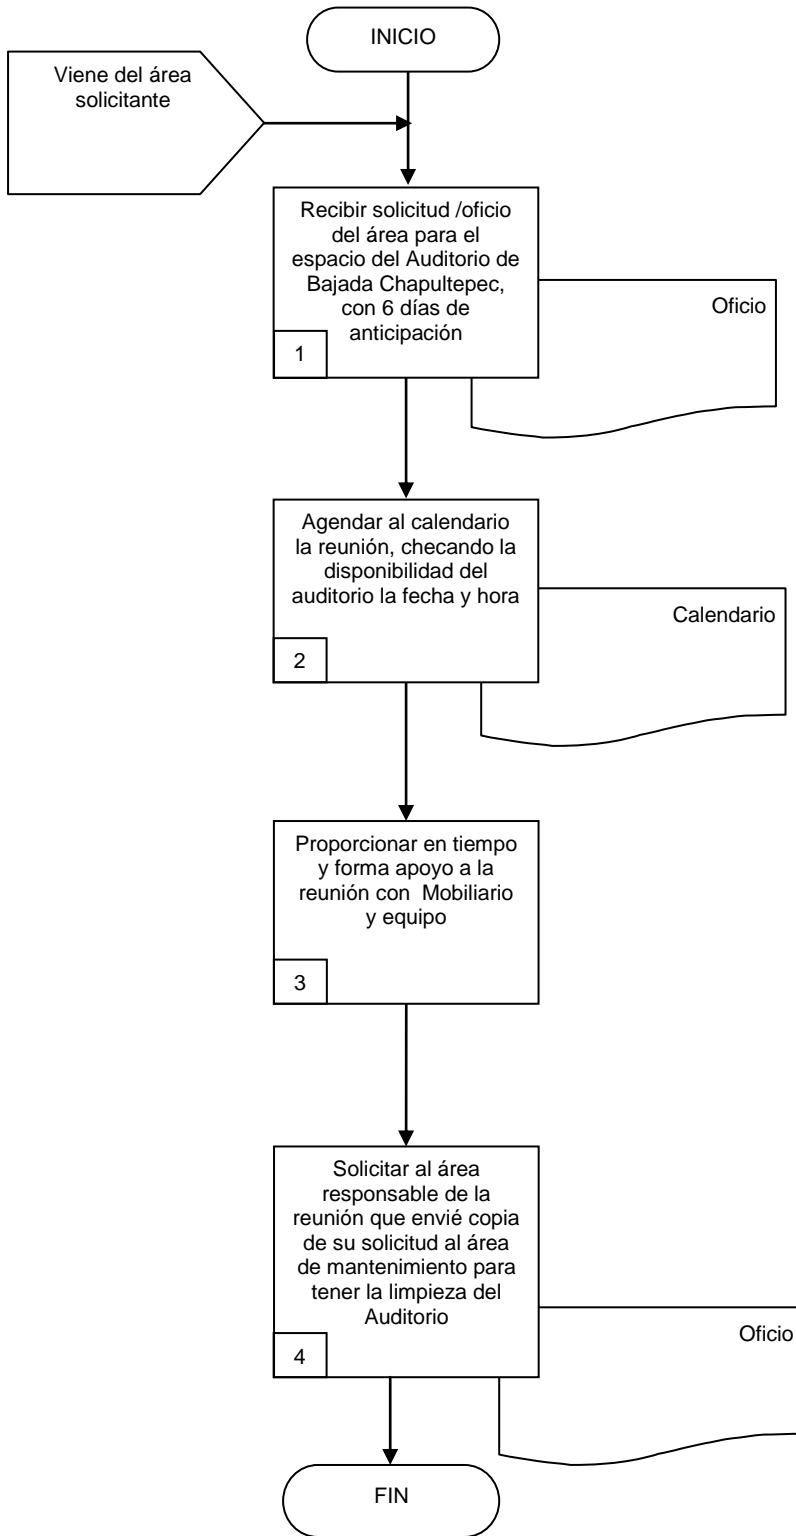 INICIO
Viene del área
solicitante
Recibir solicitud /oficio
del área para el
espacio del Auditorio de
Bajada Chapultepec,
con 6 días de
anticipación
1
Oficio
Agendar al calendario
la reunión, checando la
disponibilidad del
auditorio la fecha y hora
2
Calendario
Proporcionar en tiempo
y forma apoyo a la
reunión con Mobiliario
y equipo
3
Solicitar al área
responsable de la
reunión que envié copia
de su solicitud al área
de mantenimiento para
tener la limpieza del
Auditorio
4
Oficio
FIN